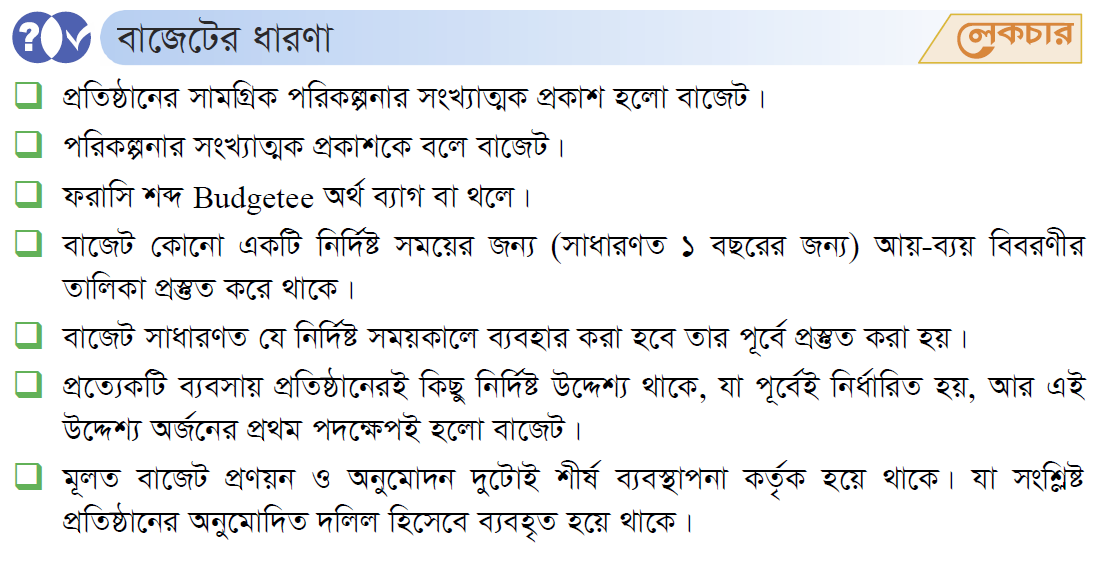 বাজেটের ধারণা
লেকচার
প্রতিষ্ঠানের সামগ্রিক পরিকল্পনার সংখ্যাত্মক প্রকাশ হলো বাজেট।
পরিকল্পনার সংখ্যাত্মক প্রকাশকে বলে বাজেট।
ফরাসি শব্দ Budgetee অর্থ ব্যাগ বা থলে।
বাজেট কোনো একটি নির্দিষ্ট সময়ের জন্য (সাধারণত ১ বছরের জন্য) আয়-ব্যয় বিবরণীর
তালিকা প্রস্তুত করে থাকে।
বাজেট সাধারণত যে নির্দিষ্ট সময়কালে ব্যবহার করা হবে তার পূর্বে প্রস্তুত করা হয়।
প্রত্যেকটি ব্যবসায় প্রতিষ্ঠানেরই কিছু নির্দিষ্ট উদ্দেশ্য থাকে, যা পূর্বেই নির্ধারিত হয়, আর এই
উদ্দেশ্য অর্জনের প্রথম পদক্ষেপই হলো বাজেট।
মূলত বাজেট প্রণয়ন ও অনুমোদন দুটোই শীর্ষ ব্যবস্থাপনা কর্তৃক হয়ে থাকে। যা সংশ্লিষ্ট
প্রতিষ্ঠানের অনুমোদিত দলিল হিসেবে ব্যবহৃত হয়ে থাকে।